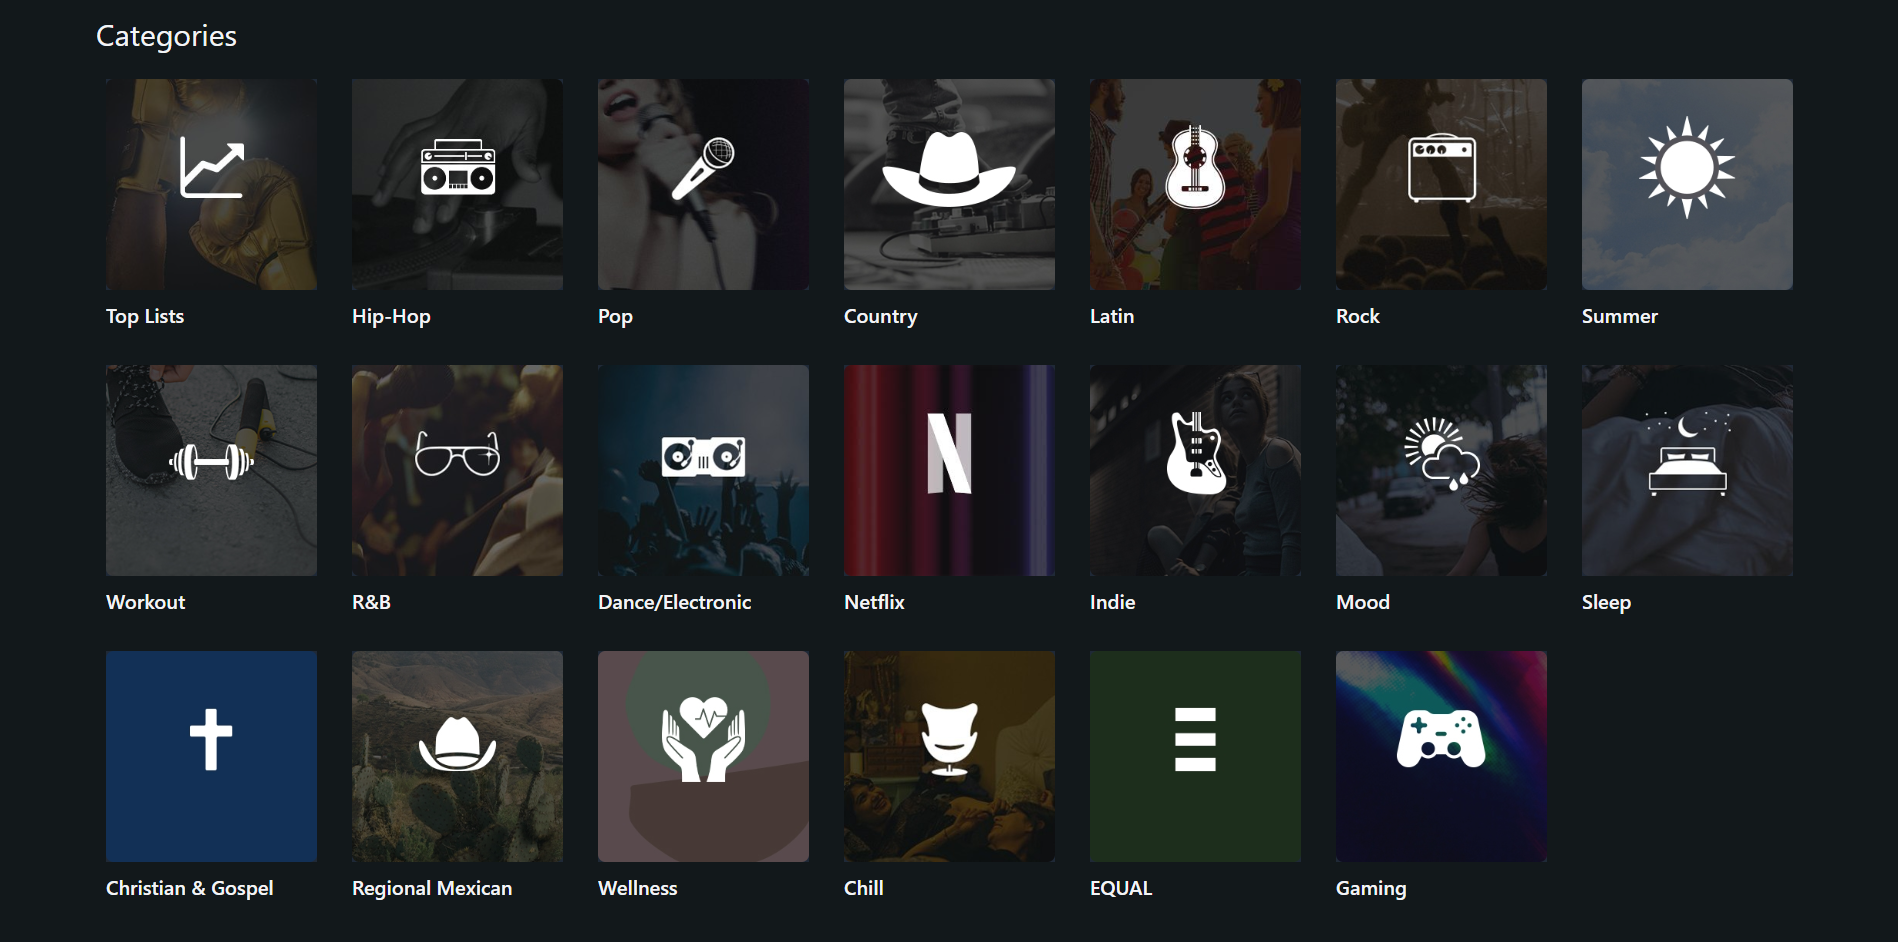 Categories
Top Lists
Hip-Hop
Pop
Country
Latin
Rock
Summer
Workout
R&B
Dance/Electronic
N
Netflix
Indie
Mood
Sleep
Christian & Gospel
Regional Mexican
Wellness
Chill
EQUAL
Gaming